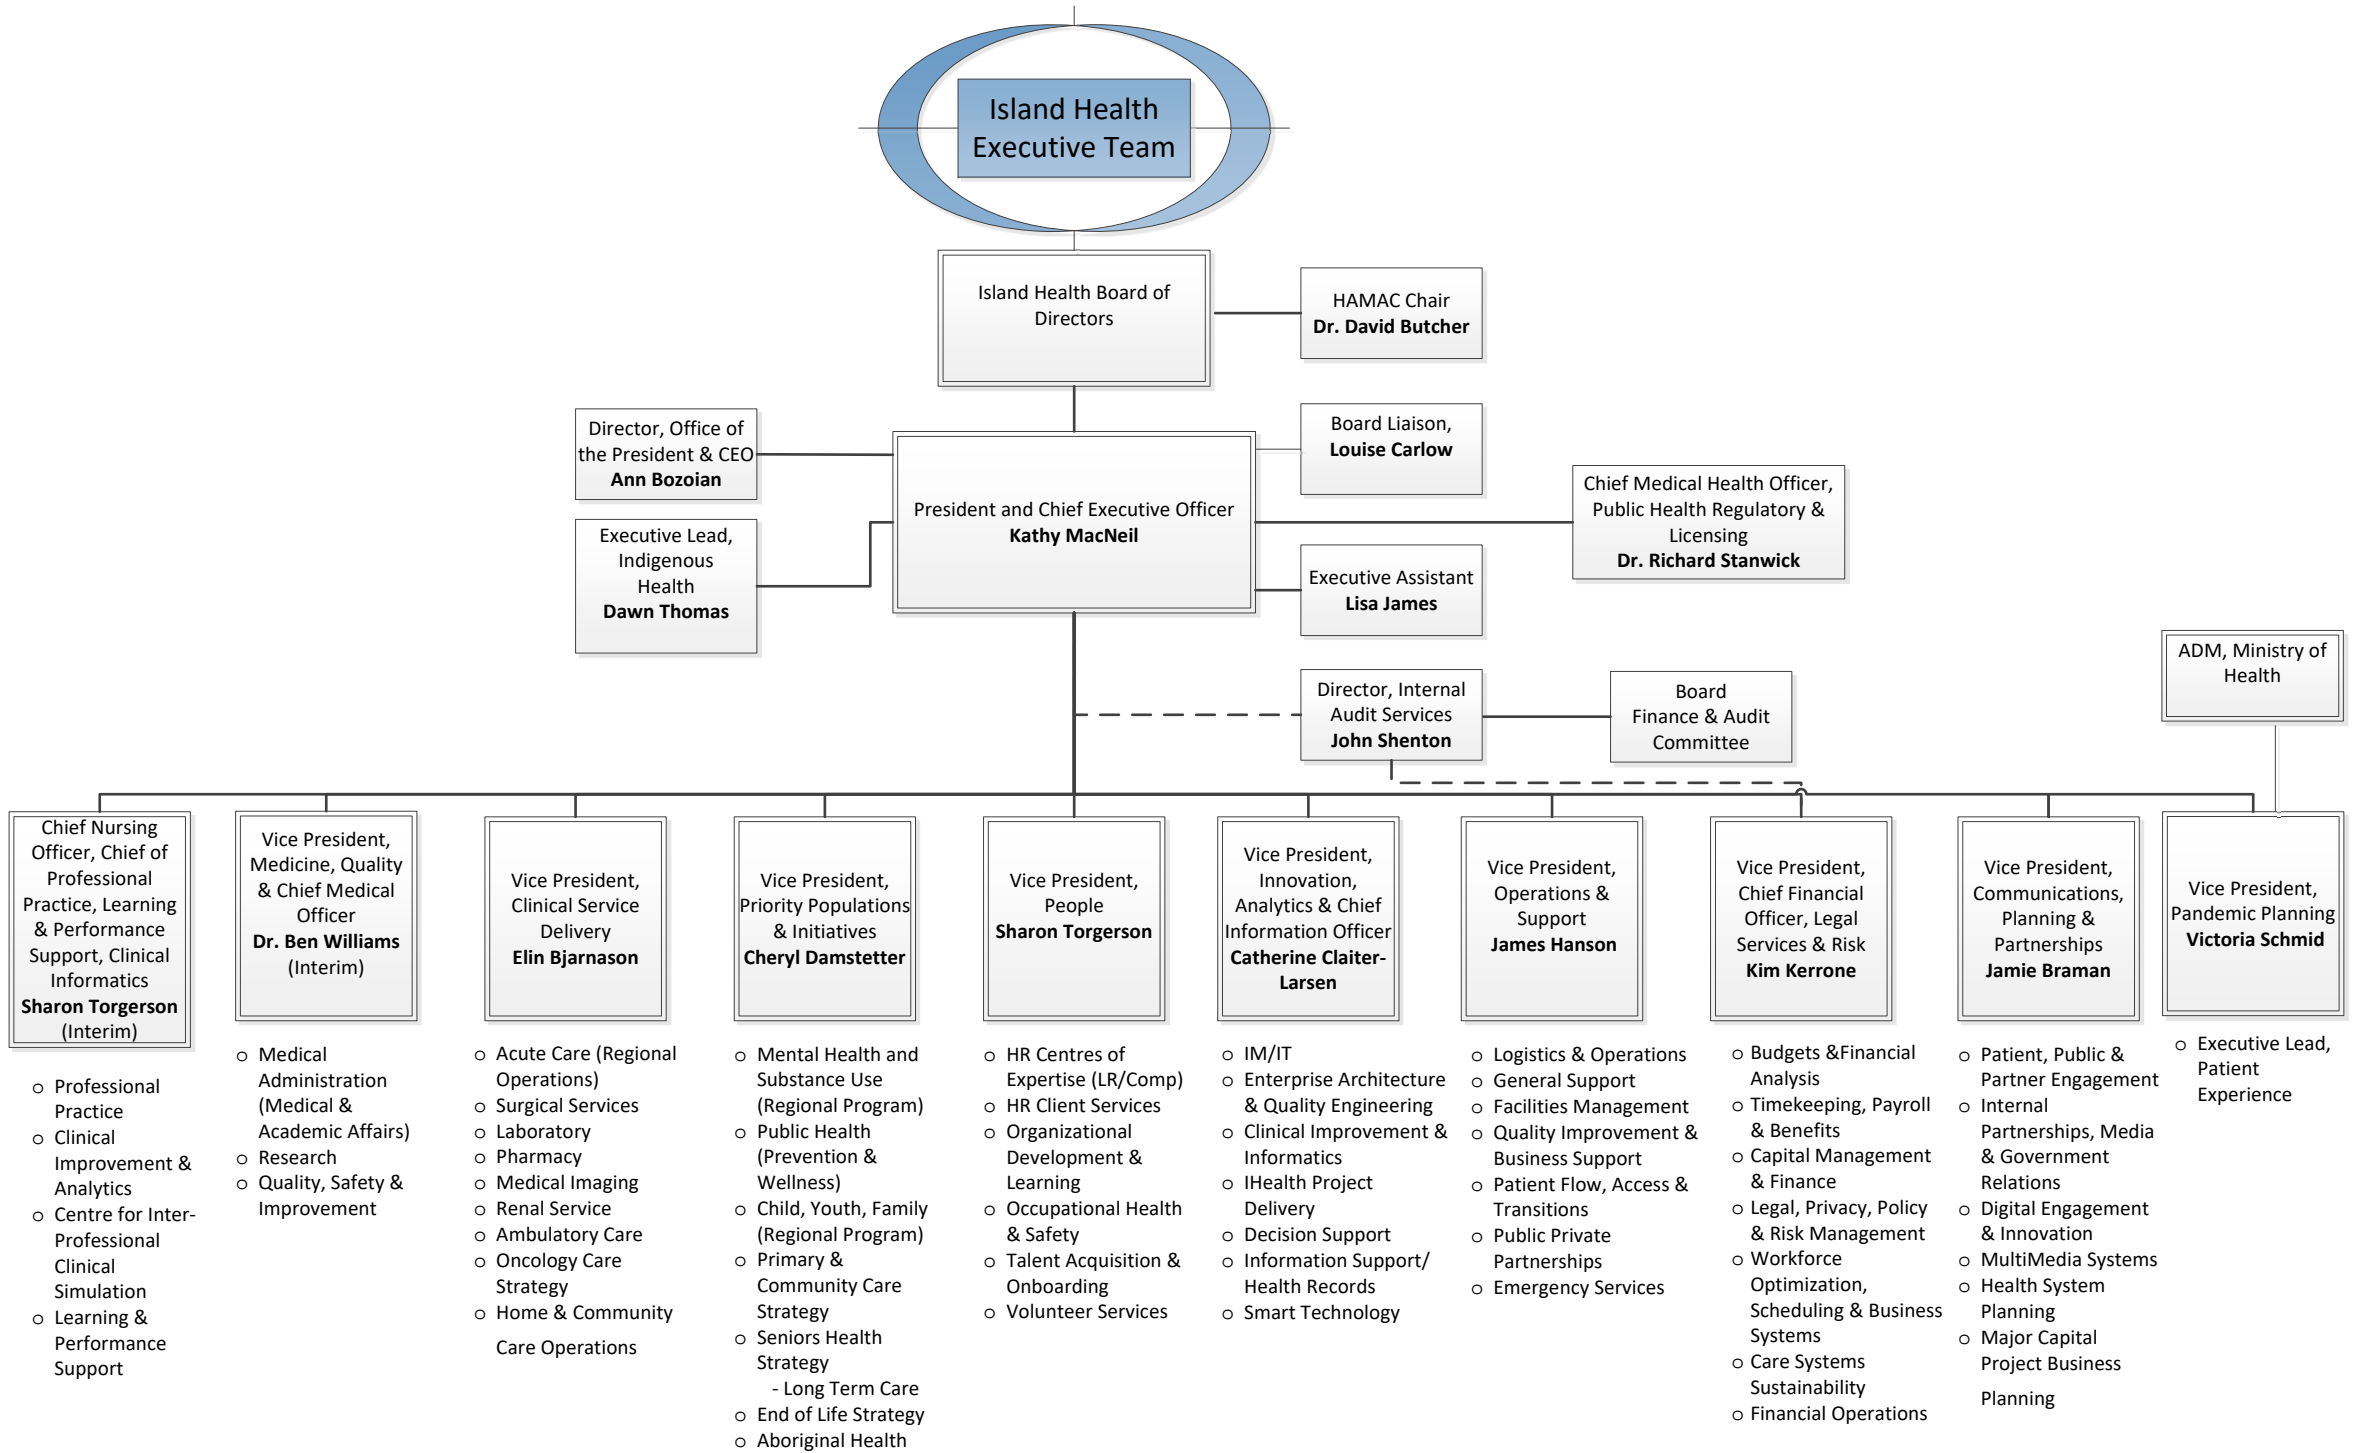 Island Health
Executive Team
Island Health Board of
Directors
HAMAC Chair
Dr. David Butcher
Director, Office of
the President & CEO
Ann Bozoian
Board Liaison,
Louise Carlow
President and Chief Executive Officer
Kathy MacNeil
Chief Medical Health Officer,
Public Health Regulatory &
Licensing
Dr. Richard Stanwick
Executive Lead,
Indigenous
Health
Dawn Thomas
Executive Assistant
Lisa James
ADM, Ministry of
Health
Director, Internal
Audit Services
John Shenton
Board
Finance & Audit
Committee
Chief Nursing
Officer, Chief of
Professional
Practice, Learning
& Performance
Support, Clinical
Informatics
Sharon Torgerson
(Interim)
o Professional
Practice
o Clinical
Improvement &
Analytics
o Centre for Inter-
Professional
Clinical
Simulation
o Learning &
Performance
Support
Vice President,
Medicine, Quality
& Chief Medical
Officer
Dr. Ben Williams
(Interim)
o Medical
Administration
(Medical &
Academic Affairs)
o Research
o Quality, Safety &
Improvement
Vice President,
Clinical Service
Delivery
Elin Bjarnason
o Acute Care (Regional
Operations)
o Surgical Services
o Laboratory
o Pharmacy
o Medical Imaging
o Renal Service
o Ambulatory Care
o Oncology Care
Strategy
o Home & Community
Care Operations
Vice President,
Priority Populations
& Initiatives
Cheryl Damstetter
o Mental Health and
Substance Use
(Regional Program)
o Public Health
(Prevention &
Wellness)
o Child, Youth, Family
(Regional Program)
o Primary &
Community Care
Strategy
o Seniors Health
Strategy
- Long Term Care
o End of Life Strategy
o Aboriginal Health
Vice President,
People
Sharon Torgerson
o HR Centres of
Expertise (LR/Comp)
o HR Client Services
o Organizational
Development &
Learning
o Occupational Health
& Safety
o Talent Acquisition &
Onboarding
o Volunteer Services
Vice President,
Innovation,
Analytics & Chief
Information Officer
Catherine Claiter-
Larsen
o IM/IT
o Enterprise Architecture
& Quality Engineering
o Clinical Improvement &
Informatics
o IHealth Project
Delivery
o Decision Support
o Information Support/
Health Records
o Smart Technology
Vice President,
Operations &
Support
James Hanson
o Logistics & Operations
o General Support
o Facilities Management
o Quality Improvement &
Business Support
o Patient Flow, Access &
Transitions
o Public Private
Partnerships
o Emergency Services
Vice President,
Chief Financial
Officer, Legal
Services & Risk
Kim Kerrone
o Budgets &Financial
Analysis
o Timekeeping, Payroll
& Benefits
o Capital Management
& Finance
o Legal, Privacy, Policy
& Risk Management
o Workforce
Optimization,
Scheduling & Business
Systems
o Care Systems
Sustainability
o Financial Operations
Vice President,
Communications,
Planning &
Partnerships
Jamie Braman
o Patient, Public &
Partner Engagement
o Internal
Partnerships, Media
& Government
Relations
o Digital Engagement
& Innovation
o MultiMedia Systems
o Health System
Planning
o Major Capital
Project Business
Planning
Vice President,
Pandemic Planning
Victoria Schmid
o Executive Lead,
Patient
Experience